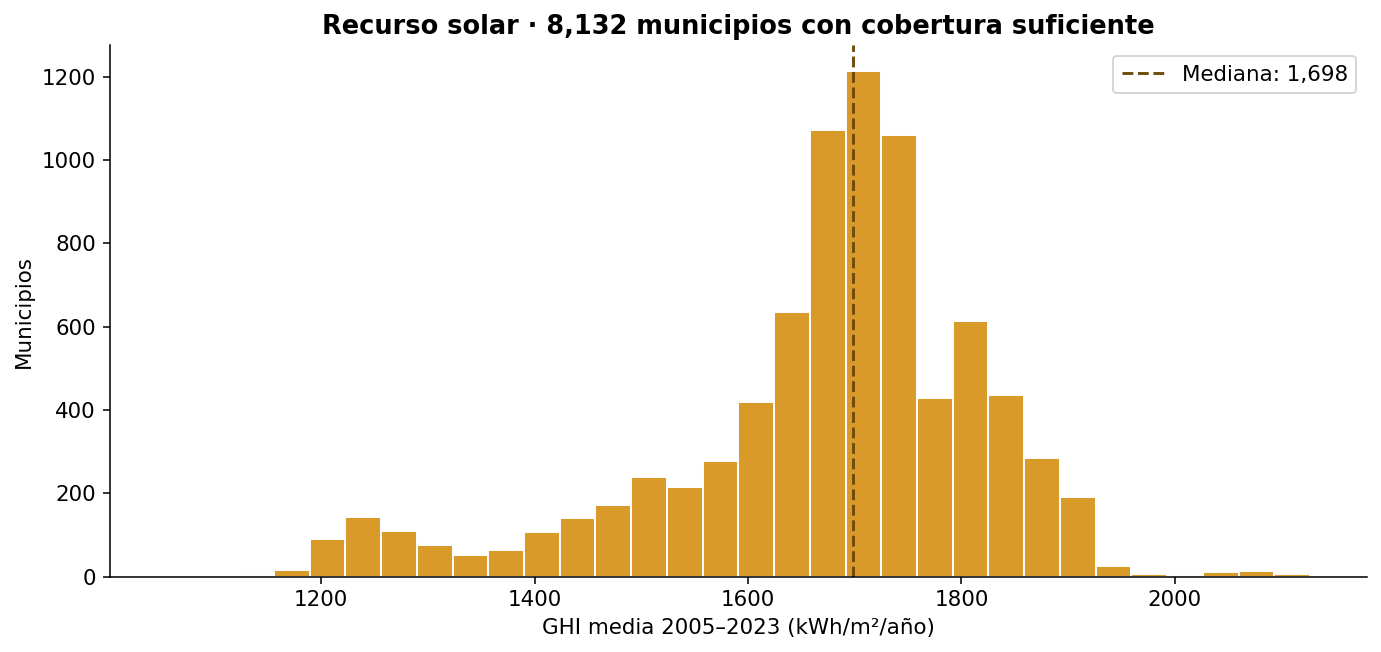 Recurso solar · 8,132 municipios con cobertura suficiente
Mediana: 1,698
Municipios
1200
1000
800
600
400
200
0
1200 1400 1600 1800 2000
GHI media 2005–2023 (kWh/m²/año)